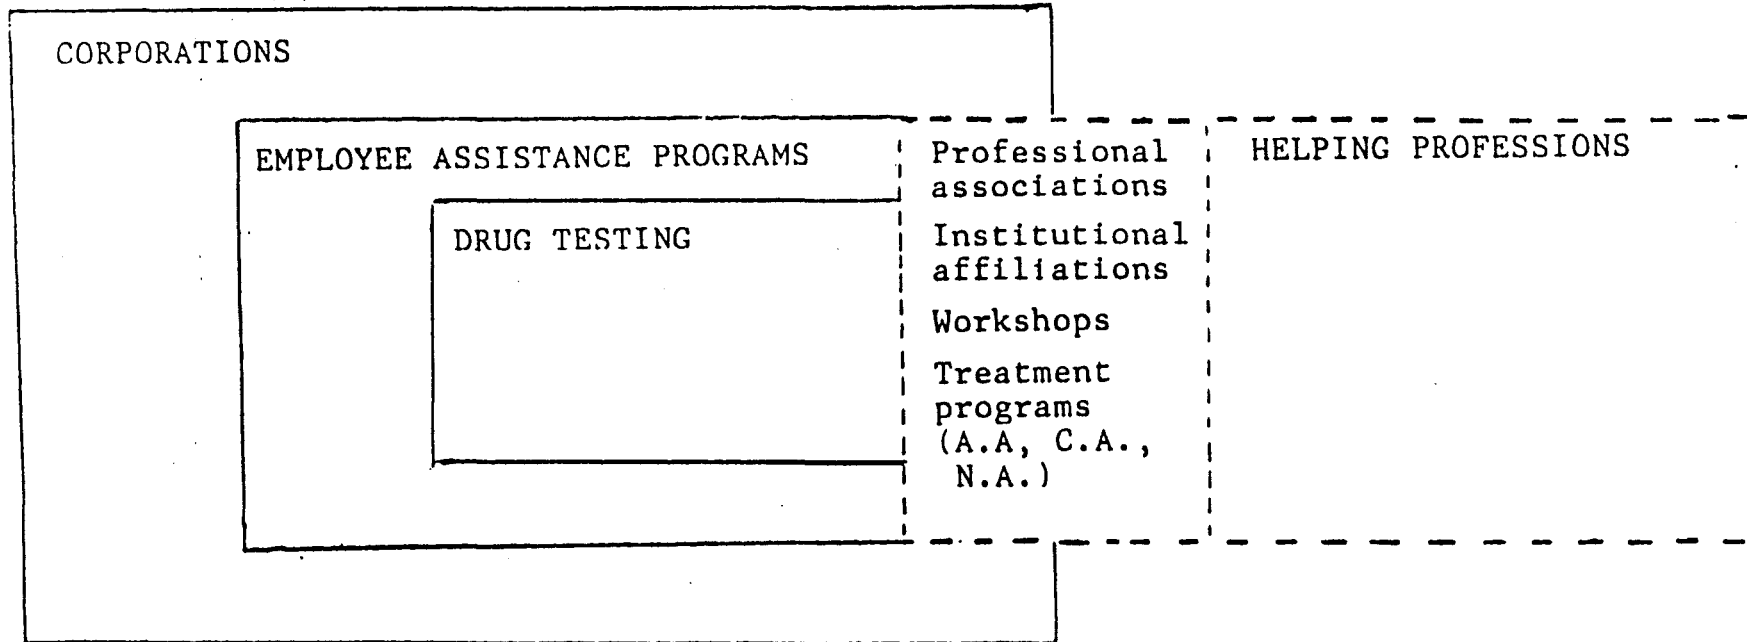 CORPORATIONS
EMPLOYEE ASSISTANCE PROGRAMS
DRUG TESTING
Professional
associations
Institutional
affiliations
Workshops
Treatment
programs
(A.A, C.A.,
N.A.)
HELPING PROFESSIONS